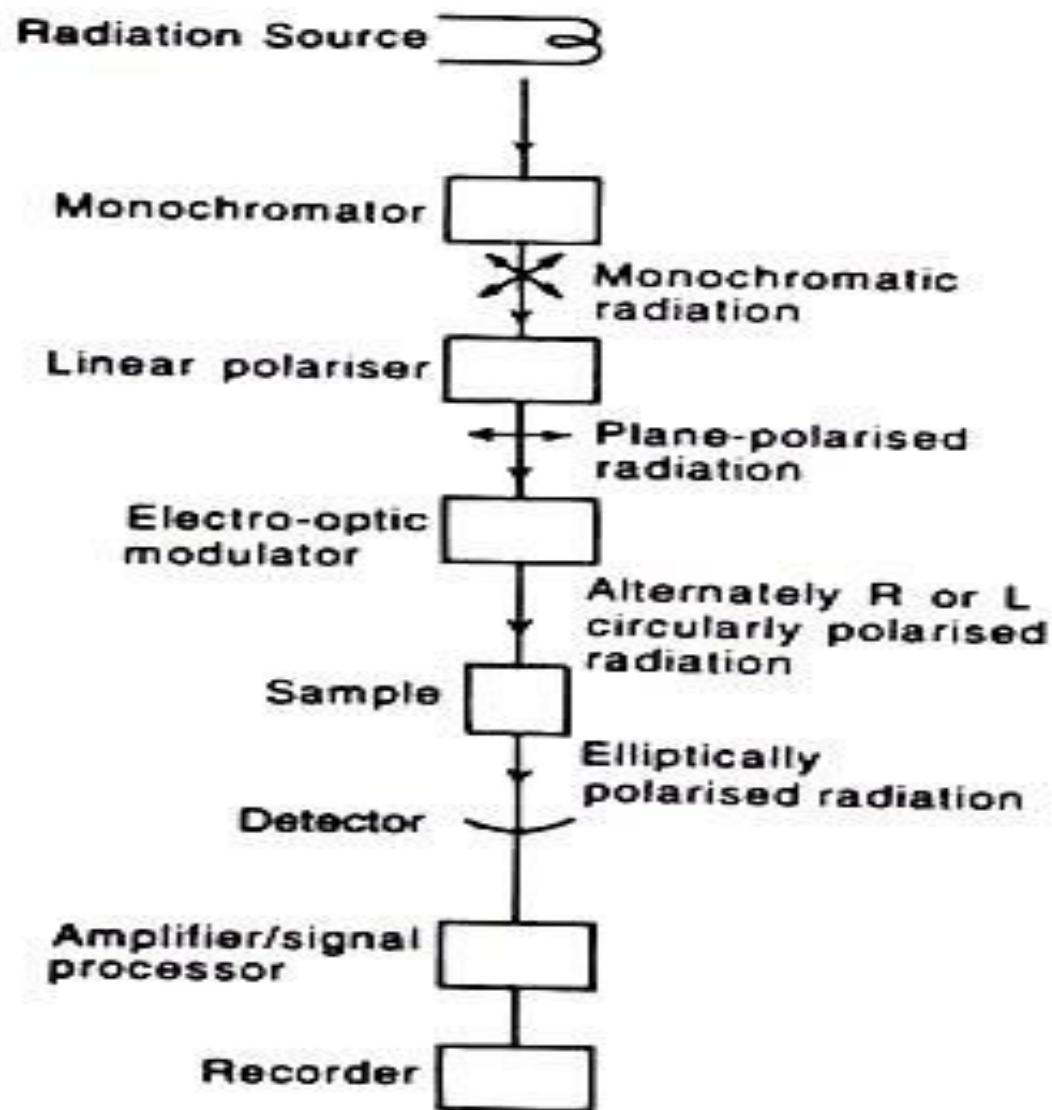 Radiation Source
Monochromator
Monochromatic
radiation
Linear polariser
Plane-polarised
radiation
Electro-optic
modulator
Alternately R or L
circularly polarised
radiation
Sample
Elliptically
polarised radiation
Detector
Amplifier/signal
processor
Recorder